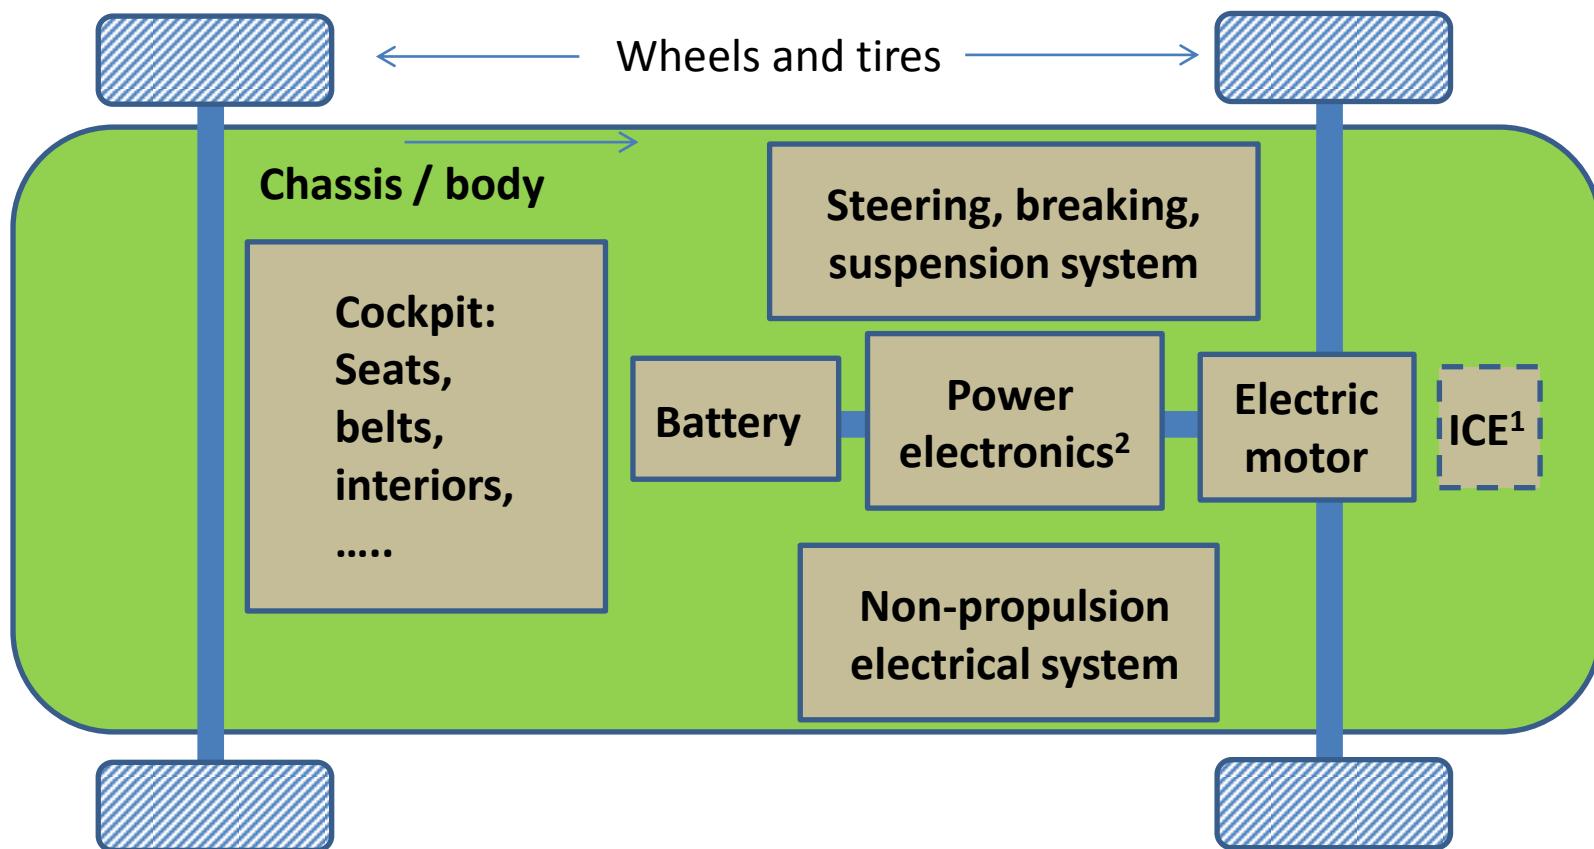 Wheels and tires
Chassis / body
Steering, breaking,
suspension system
Cockpit:
Seats,
belts,
interiors,
…..
Battery
Power
electronics²
Electric
motor
ICE¹
Non-propulsion
electrical system